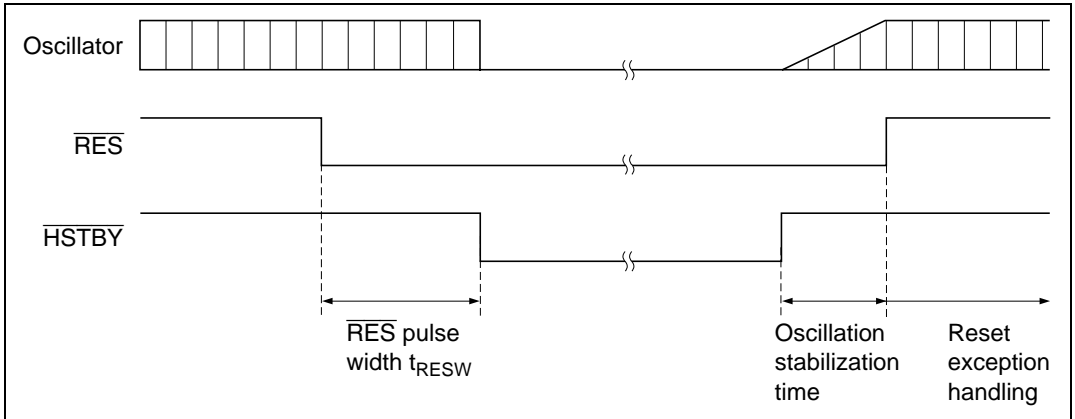 Oscillator
RES
HSTBY
RES pulse
width tRESW
Oscillation
stabilization
time
Reset
exception
handling